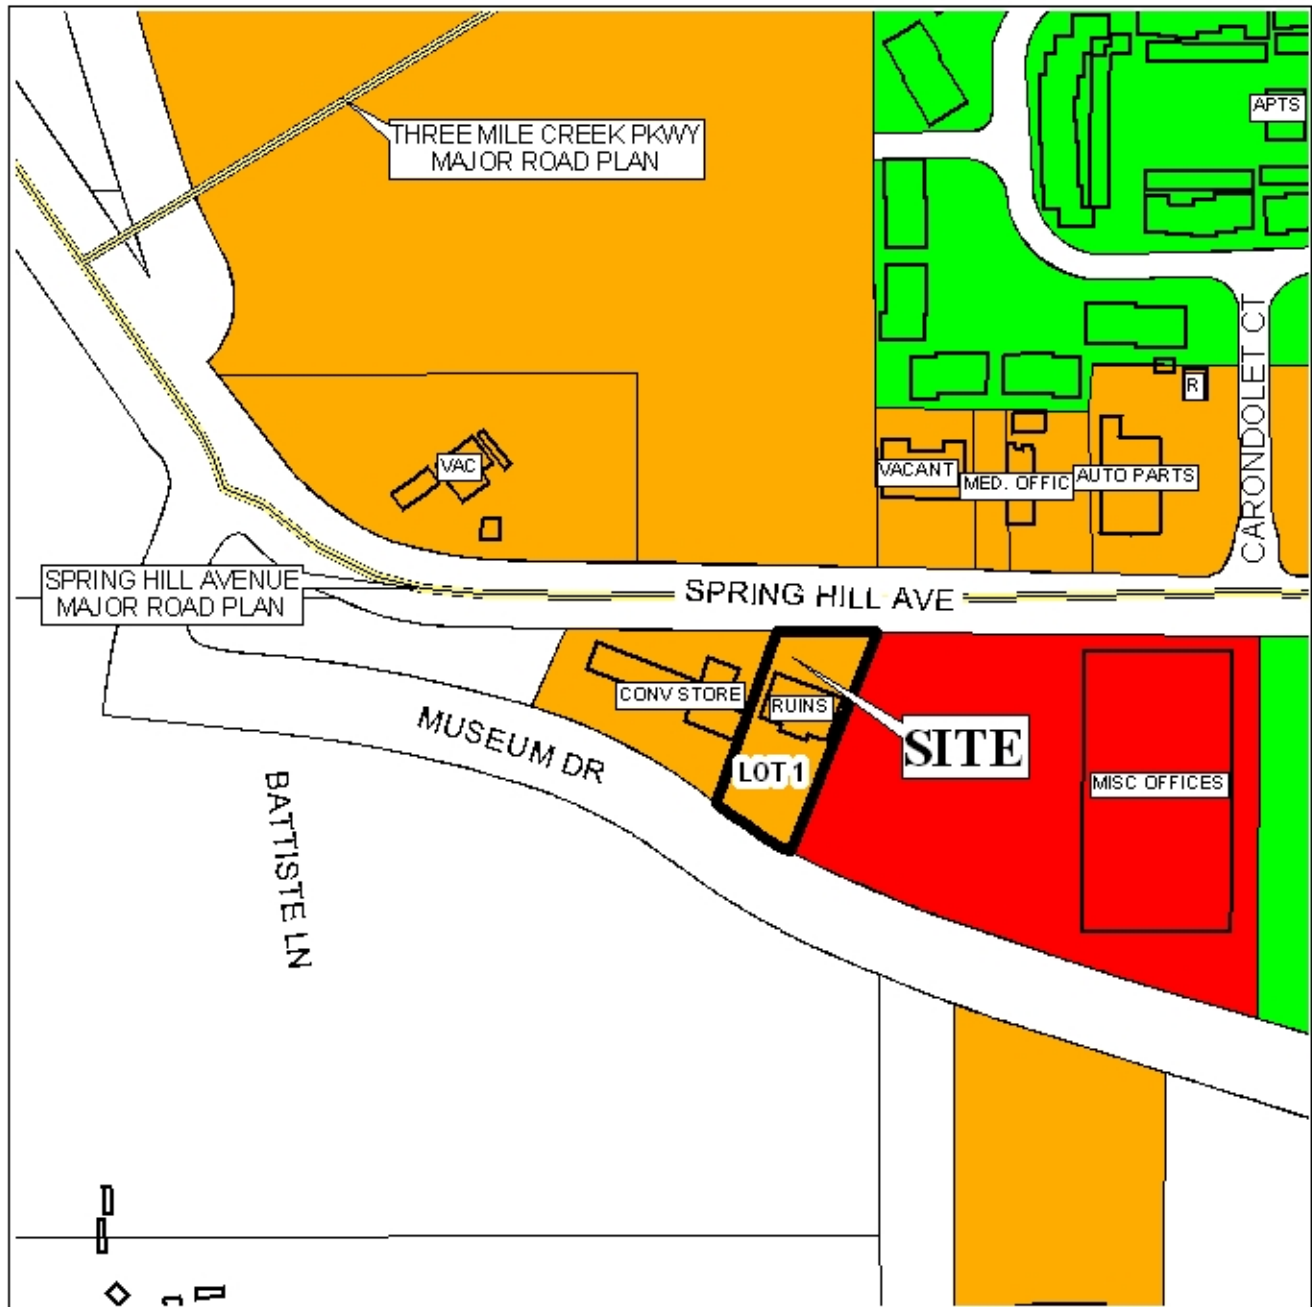 APTS
THREE MILE CREEK PKWY
MAJOR ROAD PLAN
CARONDOLET CT
R
VAC
VACANT
MED. OFFIC
AUTO PARTS
SPRING HILL AVENUE
MAJOR ROAD PLAN
SPRING HILL AVE
CONV STORE
RUINS
SITE
LOT 1
MUSEUM DR
MISC OFFICES
BATTISTE LN